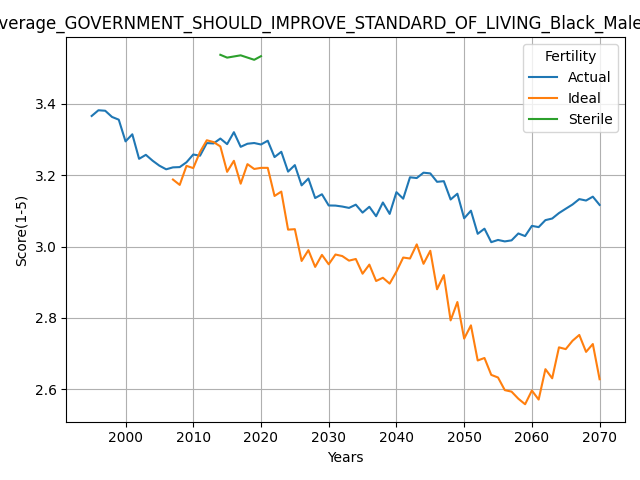 verage_GOVERNMENT_SHOULD_IMPROVE_STANDARD_OF_LIVING_Black_Male
Fertility
Actual
Ideal
Sterile
Score(1-5)
3.4
3.2
3.0
2.8
2.6
2000 2010 2020 2030 2040 2050 2060 2070
Years